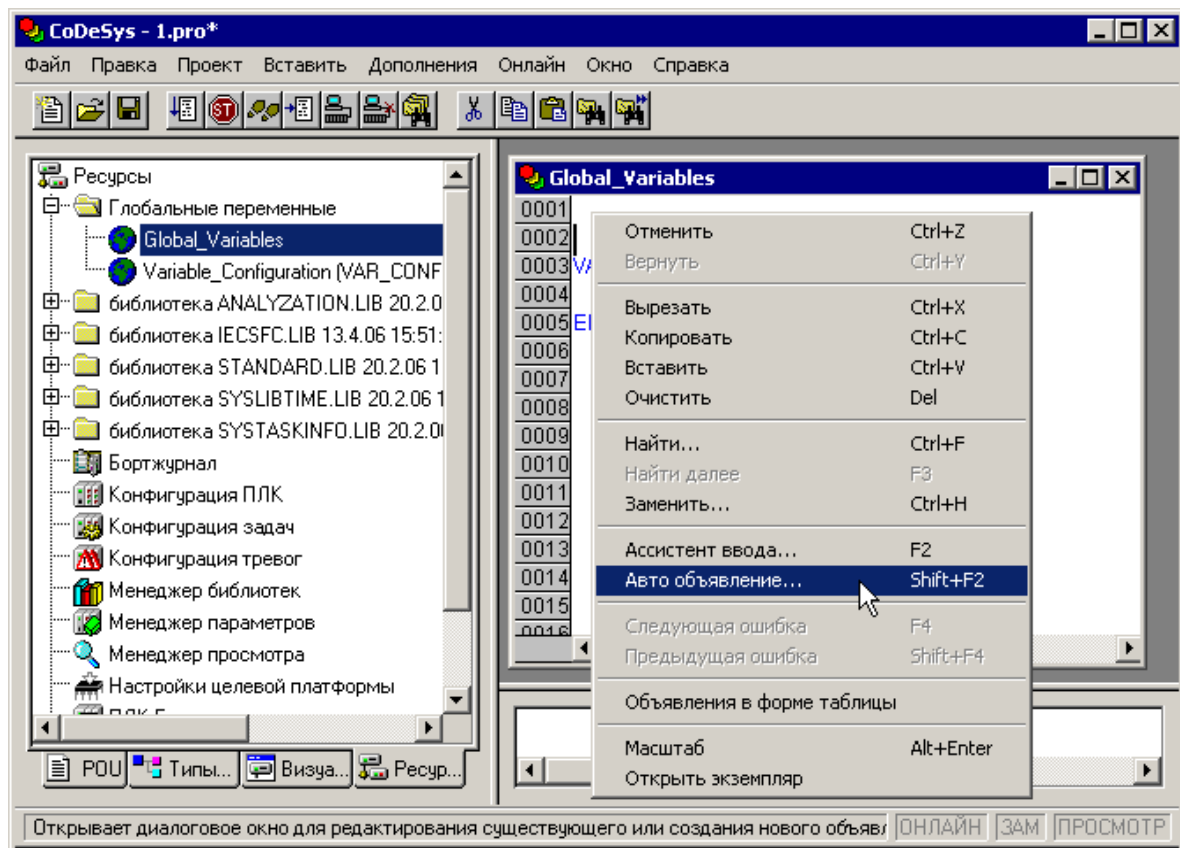 CoDeSys - 1.pro*
Файл Правка Проект Вставить Дополнения Онлайн Окно Справка
Ресурсы
Глобальные переменные
Global_Variables
Variable_Configuration (VAR_CONF
библиотека ANALYZATION.LIB 20.2.0
библиотека IECSFC.LIB 13.4.06 15:51:
библиотека STANDARD.LIB 20.2.06 1
библиотека SYSLIBTIME.LIB 20.2.06 1
библиотека SYSTASKINFO.LIB 20.2.0
Бортжурнал
Конфигурация ПЛК
Конфигурация задач
Конфигурация тревог
Менеджер библиотек
Менеджер параметров
Менеджер просмотра
Настройки целевой платформы
POU Типы... Визуа... Ресур...
Global_Variables
0001
0002
0003 VA
0004
0005 E
0006
0007
0008
0009
0010
0011
0012
0013
0014
0015
0016
Отменить Ctrl+Z
Вернуть Ctrl+Y
Вырезать Ctrl+X
Копировать Ctrl+C
Вставить Ctrl+V
Очистить Del
Найти... Ctrl+F
Найти далее F3
Заменить... Ctrl+H
Ассистент ввода... F2
Авто объявление... Shift+F2
Следующая ошибка F4
Предыдущая ошибка Shift+F4
Объявления в форме таблицы
Масштаб Alt+Enter
Открыть экземпляр
Открывает диалоговое окно для редактирования существующего или создания нового объяв ОНЛАЙН ЗАМ ПРОСМОТР